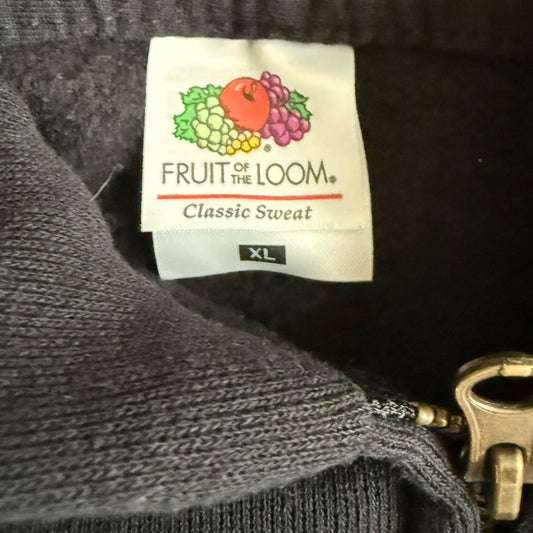 FRUIT OF THE LOOM®
Classic Sweat
XL